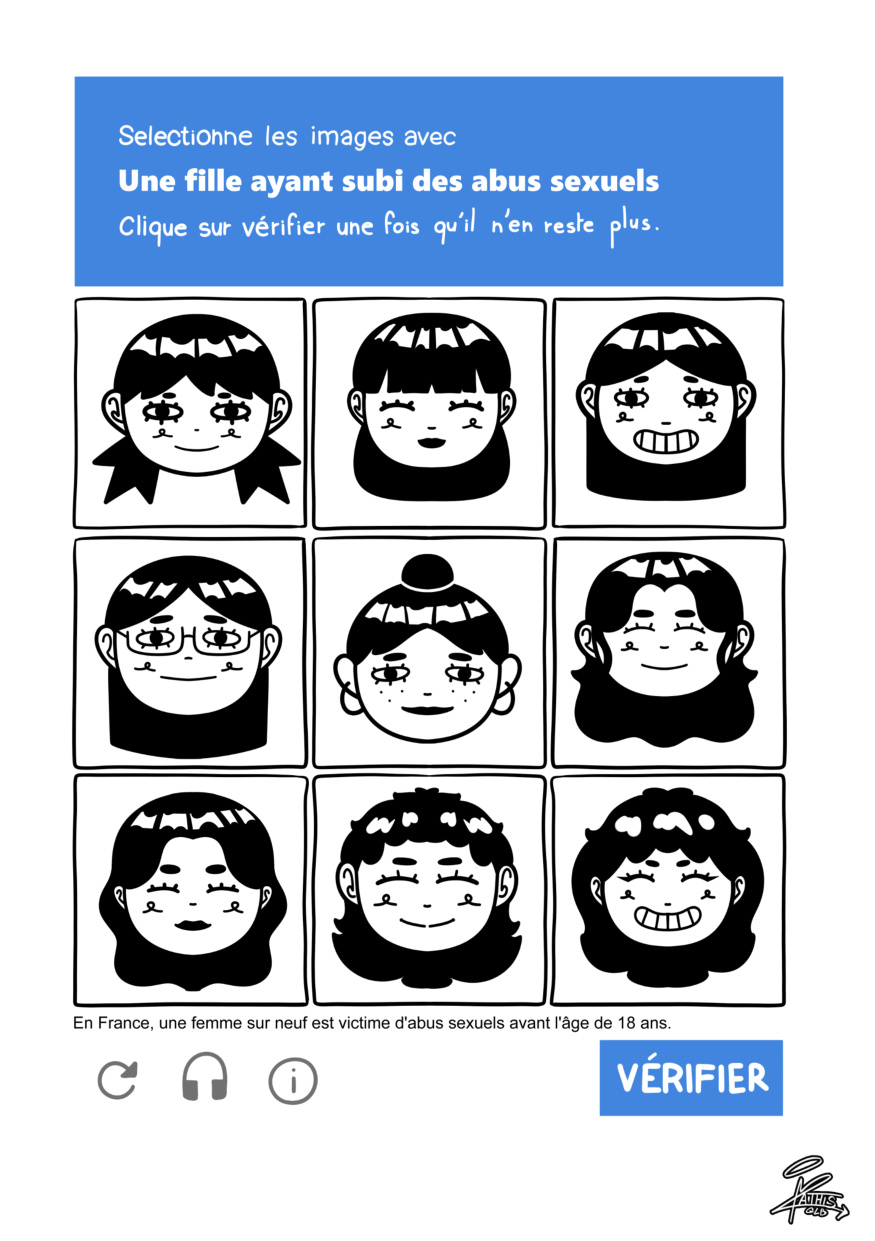 Selectionne les images avec
Une fille ayant subi des abus sexuels
Clique sur vérifier une fois qu'il n'en reste plus.
En France, une femme sur neuf est victime d'abus sexuels avant l'âge de 18 ans.
VÉRIFIER